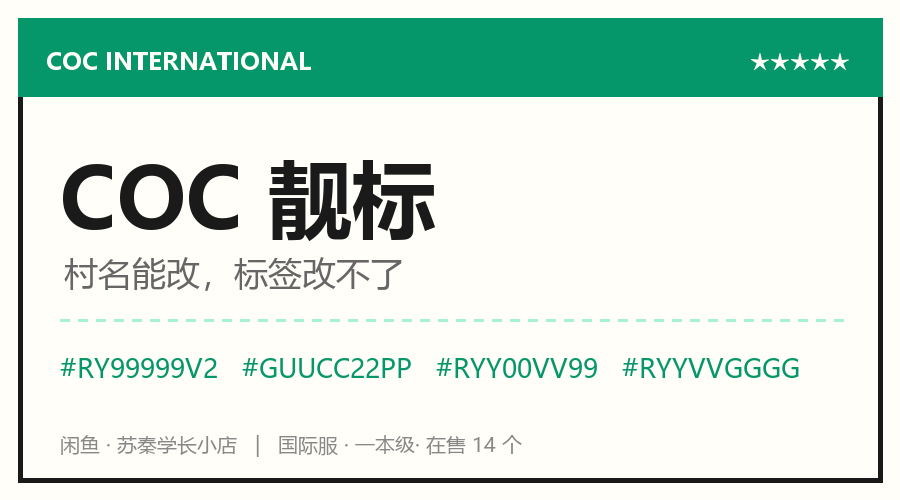 COC INTERNATIONAL ★★★★★
COC 靓标
村名能改，标签改不了
#RY99999V2 #GUUCC22PP #RYY00VV99 #RYYVVGGGG
闲鱼 · 苏秦学长小店 | 国际服 · 一本级· 在售 14 个